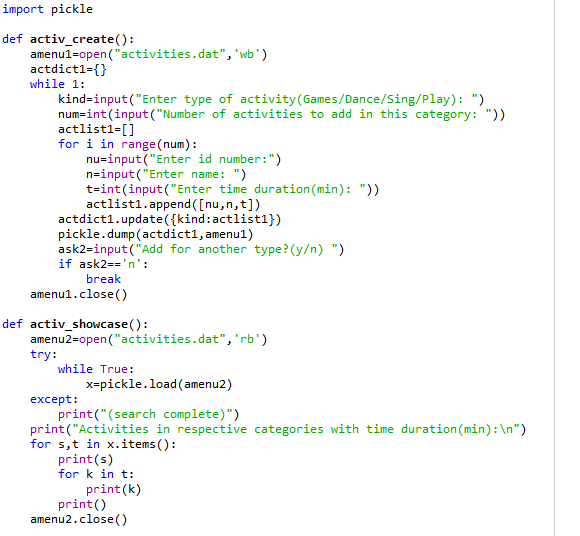 import pickle

def activ_create():
    amenu1=open("activities.dat",'wb')
    actdict1={}
    while 1:
        kind=input("Enter type of activity(Games/Dance/Sing/Play): ")
        num=int(input("Number of activities to add in this category: "))
        actlist1=[]
        for i in range(num):
            nu=input("Enter id number:")
            n=input("Enter name: ")
            t=int(input("Enter time duration(min): "))
            actlist1.append([nu,n,t])
        actdict1.update({kind:actlist1})
        pickle.dump(actdict1,amenu1)
        ask2=input("Add for another type?(y/n) ")
        if ask2=='n':
            break
    amenu1.close()

def activ_showcase():
    amenu2=open("activities.dat",'rb')
    try:
        while True:
            x=pickle.load(amenu2)
    except:
        print("(search complete)")
    print("Activities in respective categories with time duration(min):\n")
    for s,t in x.items():
        print(s)
        for k in t:
            print(k)
        print()
    amenu2.close()